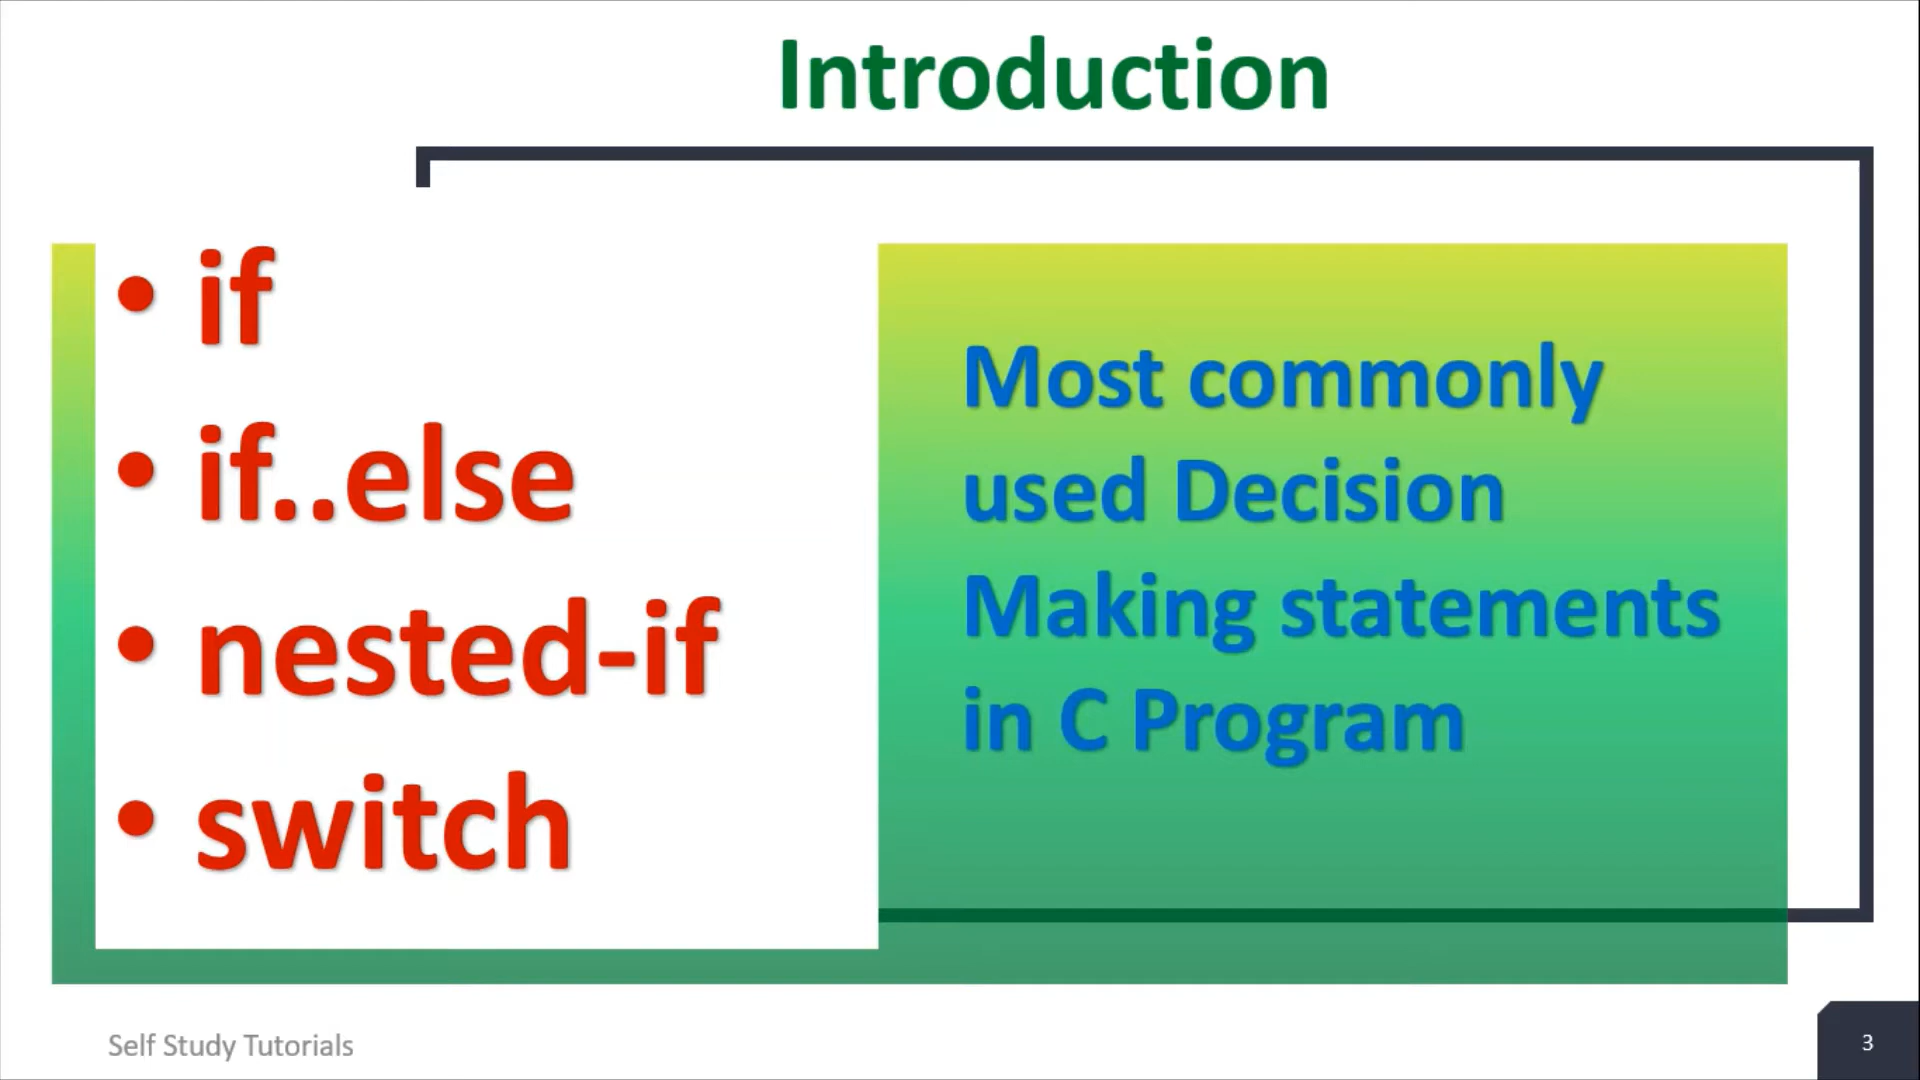 Introduction
• if
• if..else
• nested-if
• switch
Most commonly
used Decision
Making statements
in C Program
Self Study Tutorials
3